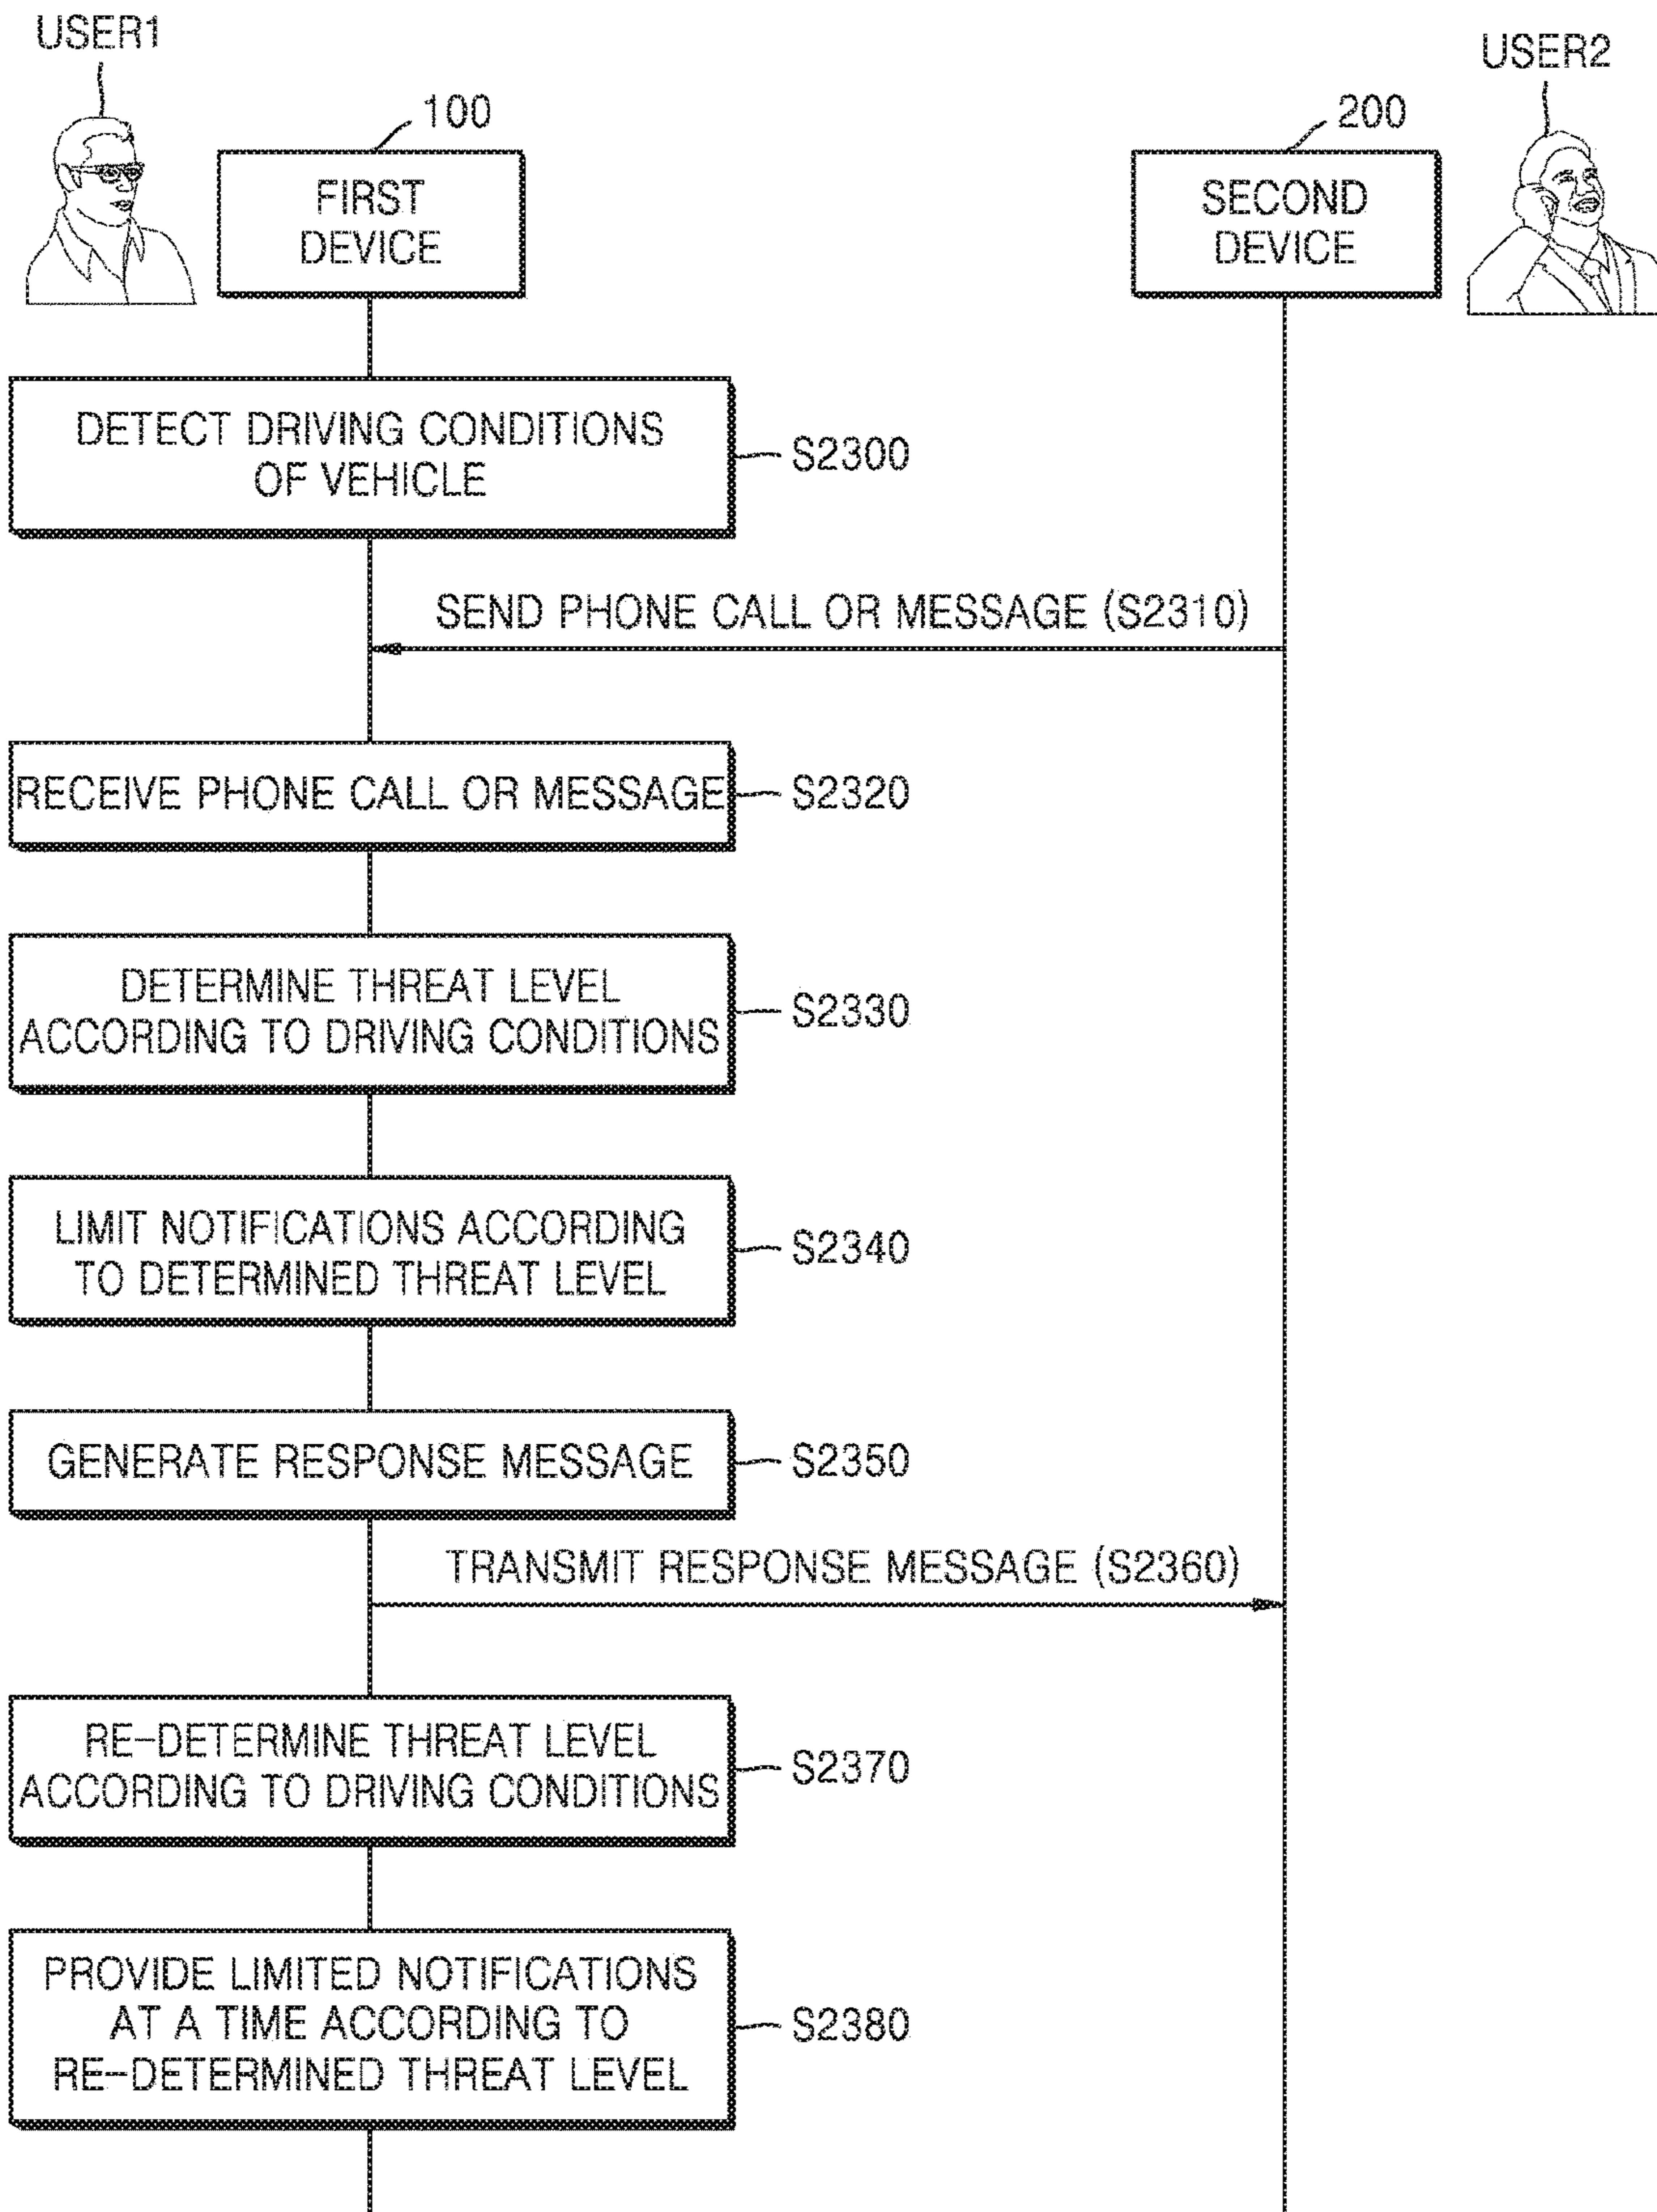 USER1
USER2
100
200
FIRST
DEVICE
SECOND
DEVICE
DETECT DRIVING CONDITIONS
OF VEHICLE
S2300
SEND PHONE CALL OR MESSAGE (S2310)
RECEIVE PHONE CALL OR MESSAGE
S2320
DETERMINE THREAT LEVEL
ACCORDING TO DRIVING CONDITIONS
S2330
LIMIT NOTIFICATIONS ACCORDING
TO DETERMINED THREAT LEVEL
S2340
GENERATE RESPONSE MESSAGE
S2350
TRANSMIT RESPONSE MESSAGE (S2360)
RE-DETERMINE THREAT LEVEL
ACCORDING TO DRIVING CONDITIONS
S2370
PROVIDE LIMITED NOTIFICATIONS
AT A TIME ACCORDING TO
RE-DETERMINED THREAT LEVEL
S2380